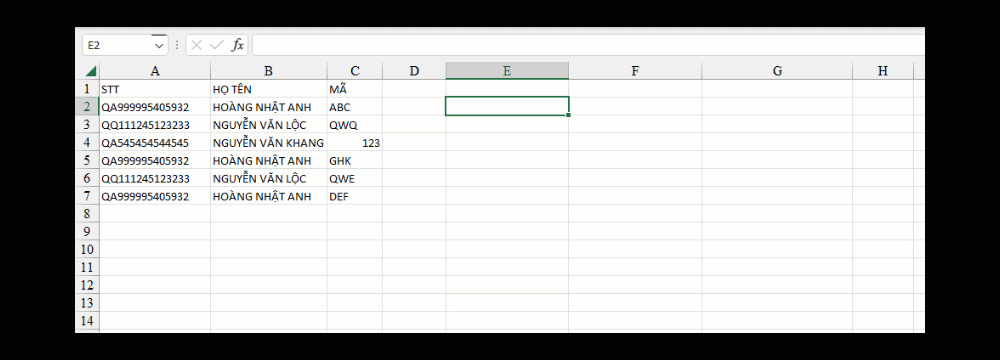 E2 fx
A B C D E F G H
1 STT HỌ TÊN MÃ
2 QA999995405932 HOÀNG NHẬT ANH ABC
3 QQ111245123233 NGUYỄN VĂN LỘC QWQ
4 QA545454544545 NGUYỄN VĂN KHANG 123
5 QA999995405932 HOÀNG NHẬT ANH GHK
6 QQ111245123233 NGUYỄN VĂN LỘC QWE
7 QA999995405932 HOÀNG NHẬT ANH DEF
8
9
10
11
12
13
14